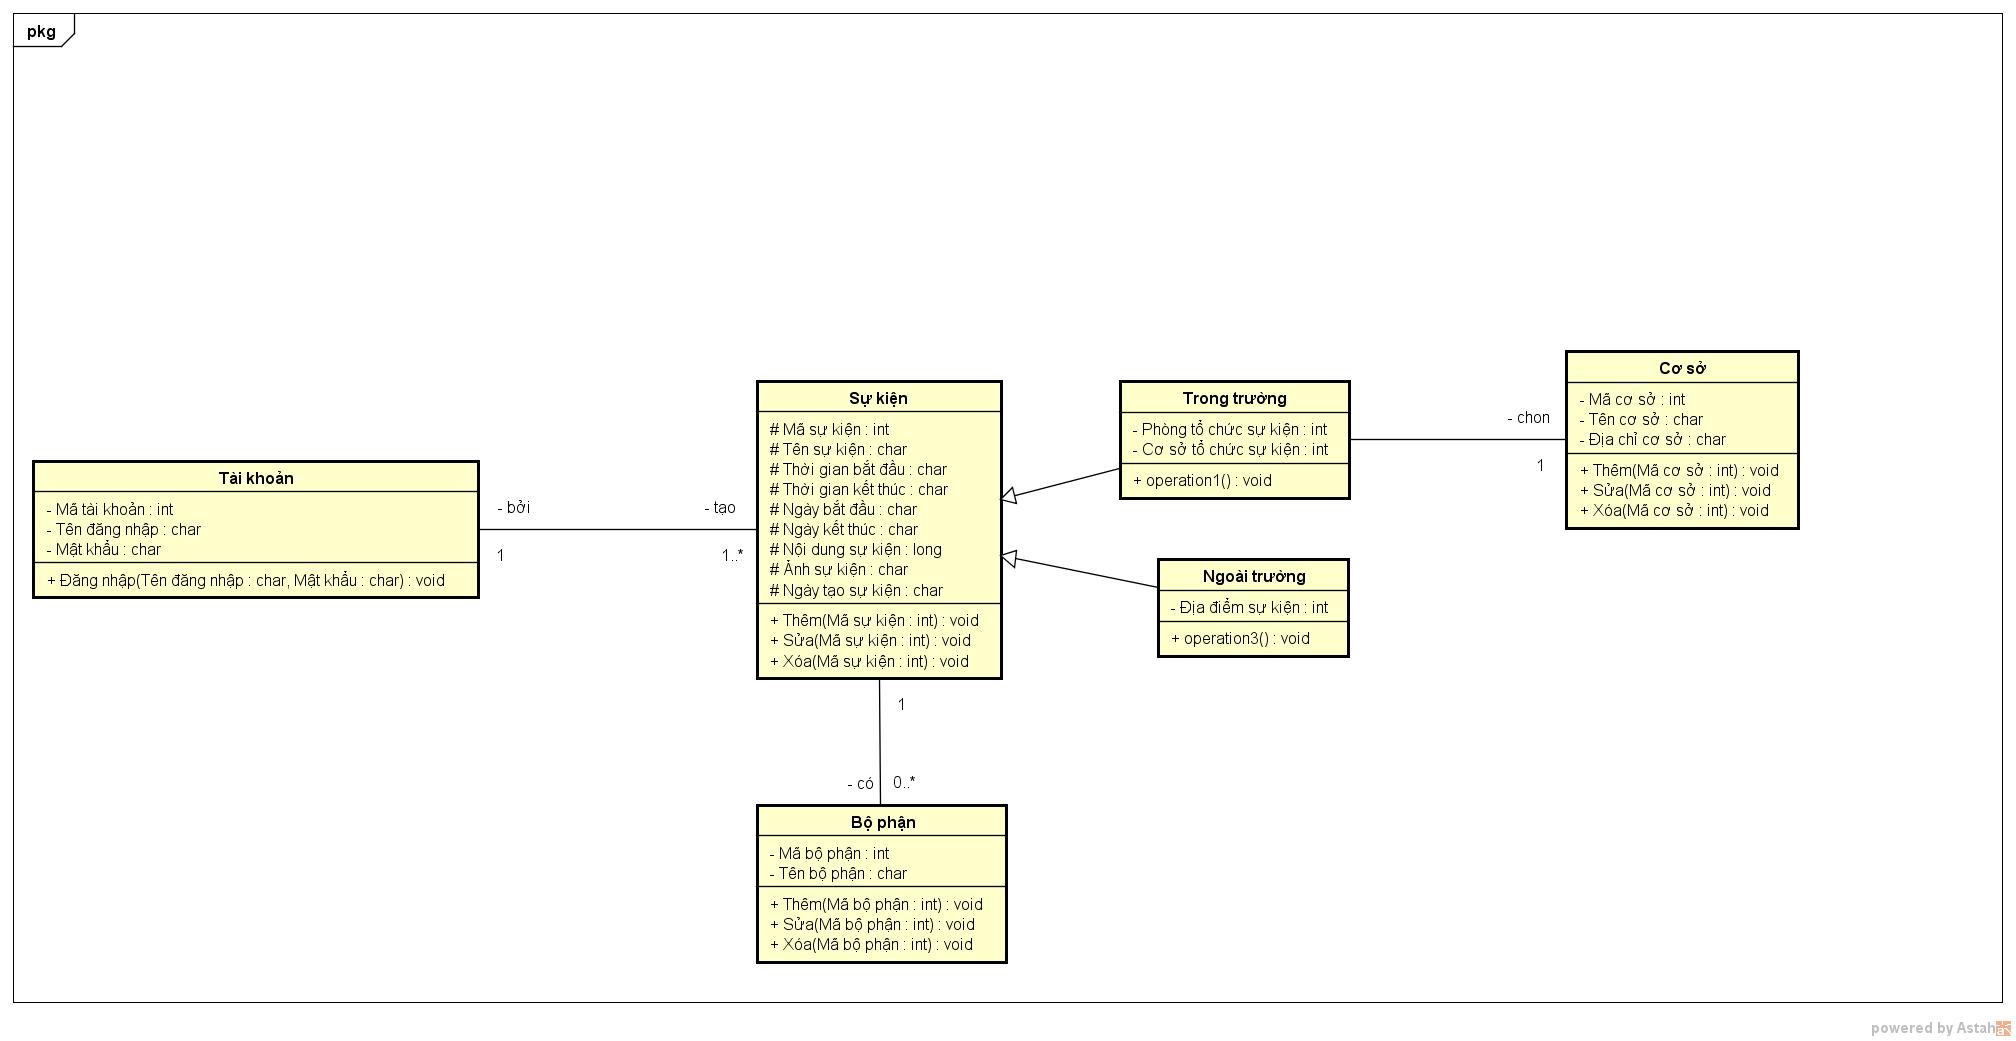 pkg
Tài khoản
- Mã tài khoản : int
- Tên đăng nhập : char
- Mật khẩu : char
+ Đăng nhập(Tên đăng nhập : char, Mật khẩu : char) : void
- bởi
1
- tạo
1..*
Sự kiện
# Mã sự kiện : int
# Tên sự kiện : char
# Thời gian bắt đầu : char
# Thời gian kết thúc : char
# Ngày bắt đầu : char
# Ngày kết thúc : char
# Nội dung sự kiện : long
# Ảnh sự kiện : char
# Ngày tạo sự kiện : char
+ Thêm(Mã sự kiện : int) : void
+ Sửa(Mã sự kiện : int) : void
+ Xóa(Mã sự kiện : int) : void
Trong trường
- Phòng tổ chức sự kiện : int
- Cơ sở tổ chức sự kiện : int
+ operation1() : void
- chon
1
Cơ sở
- Mã cơ sở : int
- Tên cơ sở : char
- Địa chỉ cơ sở : char
+ Thêm(Mã cơ sở : int) : void
+ Sửa(Mã cơ sở : int) : void
+ Xóa(Mã cơ sở : int) : void
Ngoài trường
- Địa điểm sự kiện : int
+ operation3() : void
1
- có
0..*
Bộ phận
- Mã bộ phận : int
- Tên bộ phận : char
+ Thêm(Mã bộ phận : int) : void
+ Sửa(Mã bộ phận : int) : void
+ Xóa(Mã bộ phận : int) : void
powered by Astah